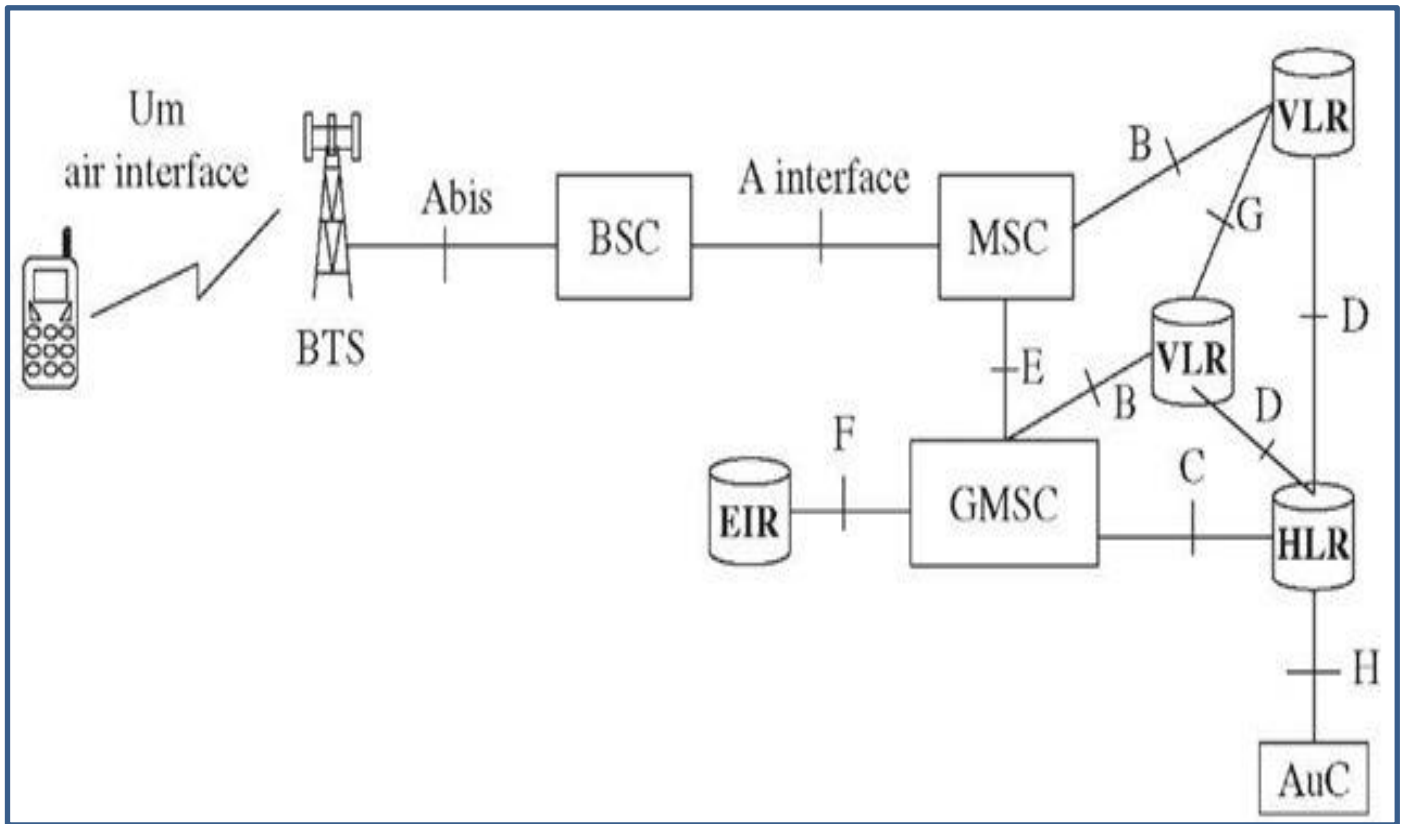 Um
air interface
BTS
Abis
BSC
A interface
MSC
B
VLR
G
D
E
VLR
B
D
F
EIR
GMSC
C
HLR
H
AuC